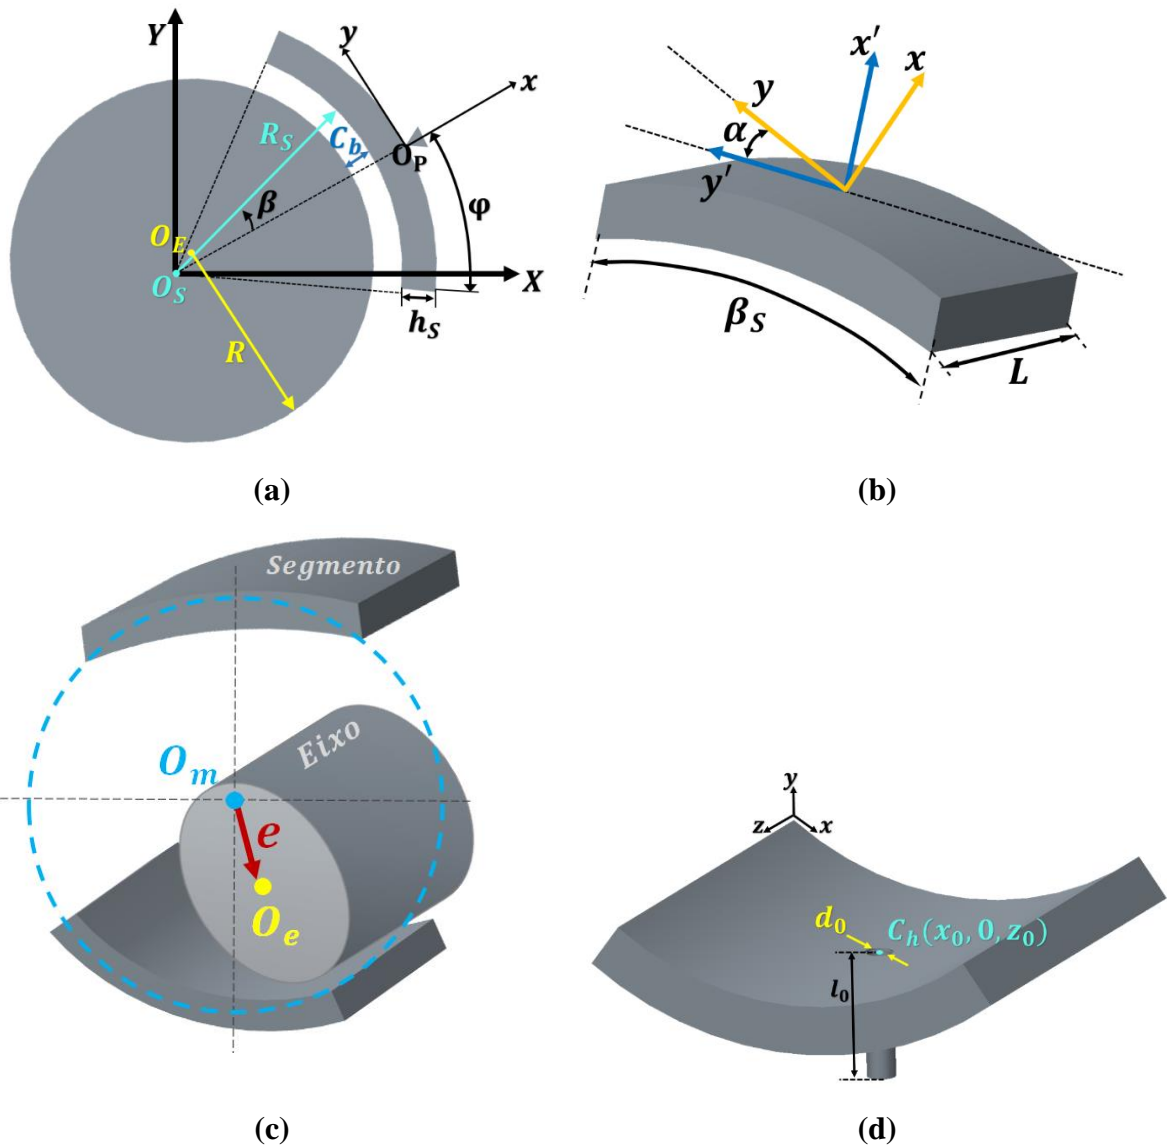 Y
y
x
R_S
C_b
O_P
β
φ
O_E
O_S
X
h_S
R
(a)
x'
x
y
α
y'
β_S
L
(b)
Segmento
Eixo
O_m
e
O_e
(c)
y
z
x
d_0
C_h(x_0, 0, z_0)
l_0
(d)